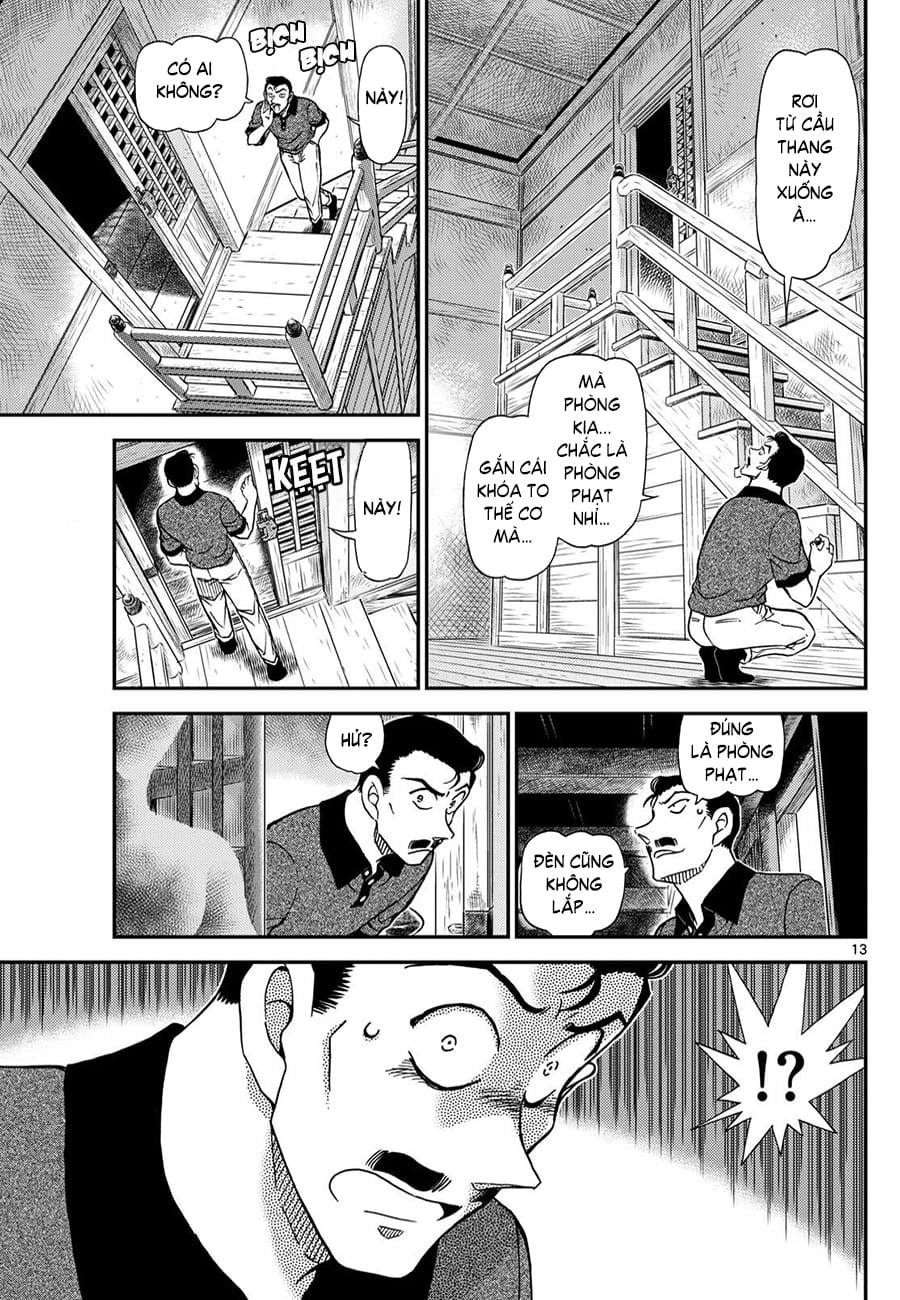 RƠI
TỪ CẦU
THANG
NÀY
XUỐNG
À...
MÀ
PHÒNG
KIA...
CHẮC LÀ
PHÒNG
PHẠT
NHỈ...
GẮN CÁI
KHÓA TO
THẾ CƠ
MÀ...
NÀY!
BỊCH
BỊCH
CÓ AI
KHÔNG?
NÀY!
KẸẸT
ĐÚNG
LÀ PHÒNG
PHẠT...
ĐÈN CŨNG
KHÔNG
LẮP...
HỬ?
13
!?